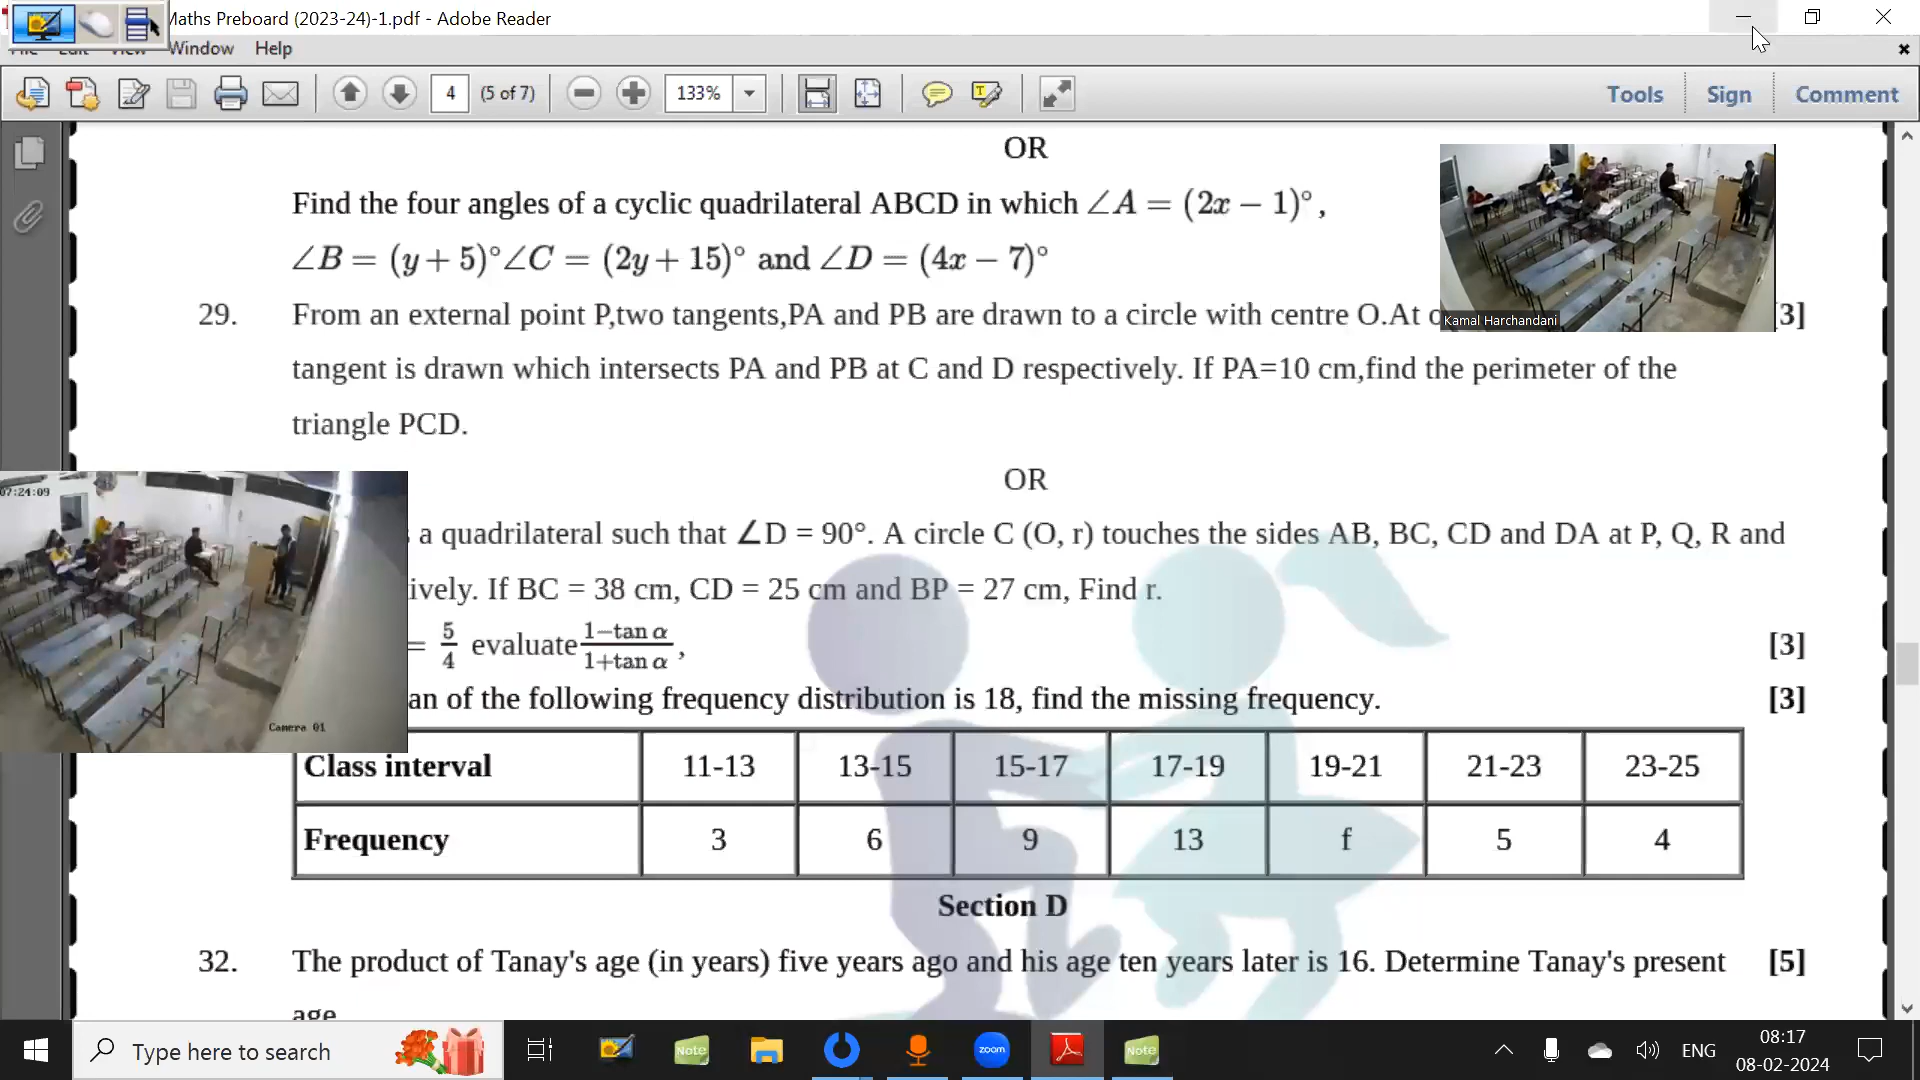 Maths Preboard (2023-24)-1.pdf - Adobe Reader
File Edit View Window Help
4 (5 of 7) 133% Tools Sign Comment
OR
Find the four angles of a cyclic quadrilateral ABCD in which ∠A = (2x − 1)°,
∠B = (y + 5)°∠C = (2y + 15)° and ∠D = (4x − 7)°
Kamal Harchandani
29. From an external point P,two tangents,PA and PB are drawn to a circle with centre O.At 3]
tangent is drawn which intersects PA and PB at C and D respectively. If PA=10 cm,find the perimeter of the
triangle PCD.
OR
07:24:09
a quadrilateral such that ∠D = 90°. A circle C (O, r) touches the sides AB, BC, CD and DA at P, Q, R and
ively. If BC = 38 cm, CD = 25 cm and BP = 27 cm, Find r.
= 5/4 evaluate (1−tan α)/(1+tan α), [3]
an of the following frequency distribution is 18, find the missing frequency. [3]
Camera 01
Class interval 11-13 13-15 15-17 17-19 19-21 21-23 23-25
Frequency 3 6 9 13 f 5 4
Section D
32. The product of Tanay's age (in years) five years ago and his age ten years later is 16. Determine Tanay's present [5]
age
Type here to search Note zoom Note ENG 08:17
08-02-2024